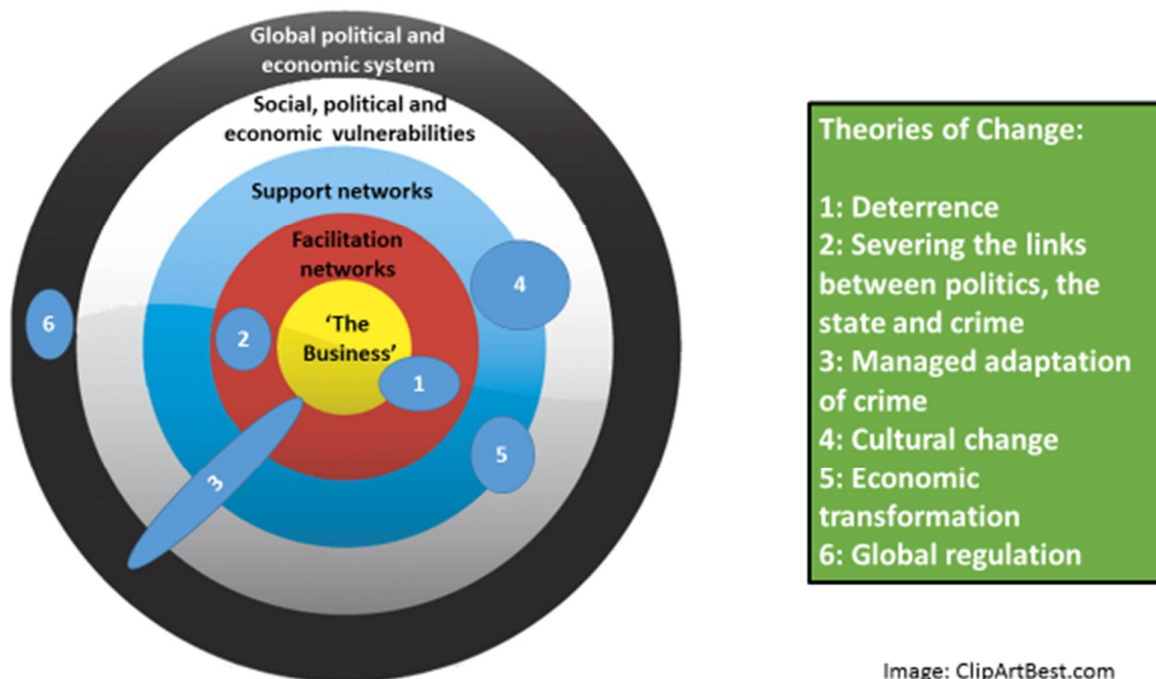 Global political and
economic system
Social, political and
economic vulnerabilities
Support networks
Facilitation
networks
'The
Business'
1
2
3
4
5
6
Theories of Change:
1: Deterrence
2: Severing the links
between politics, the
state and crime
3: Managed adaptation
of crime
4: Cultural change
5: Economic
transformation
6: Global regulation
Image: ClipArtBest.com